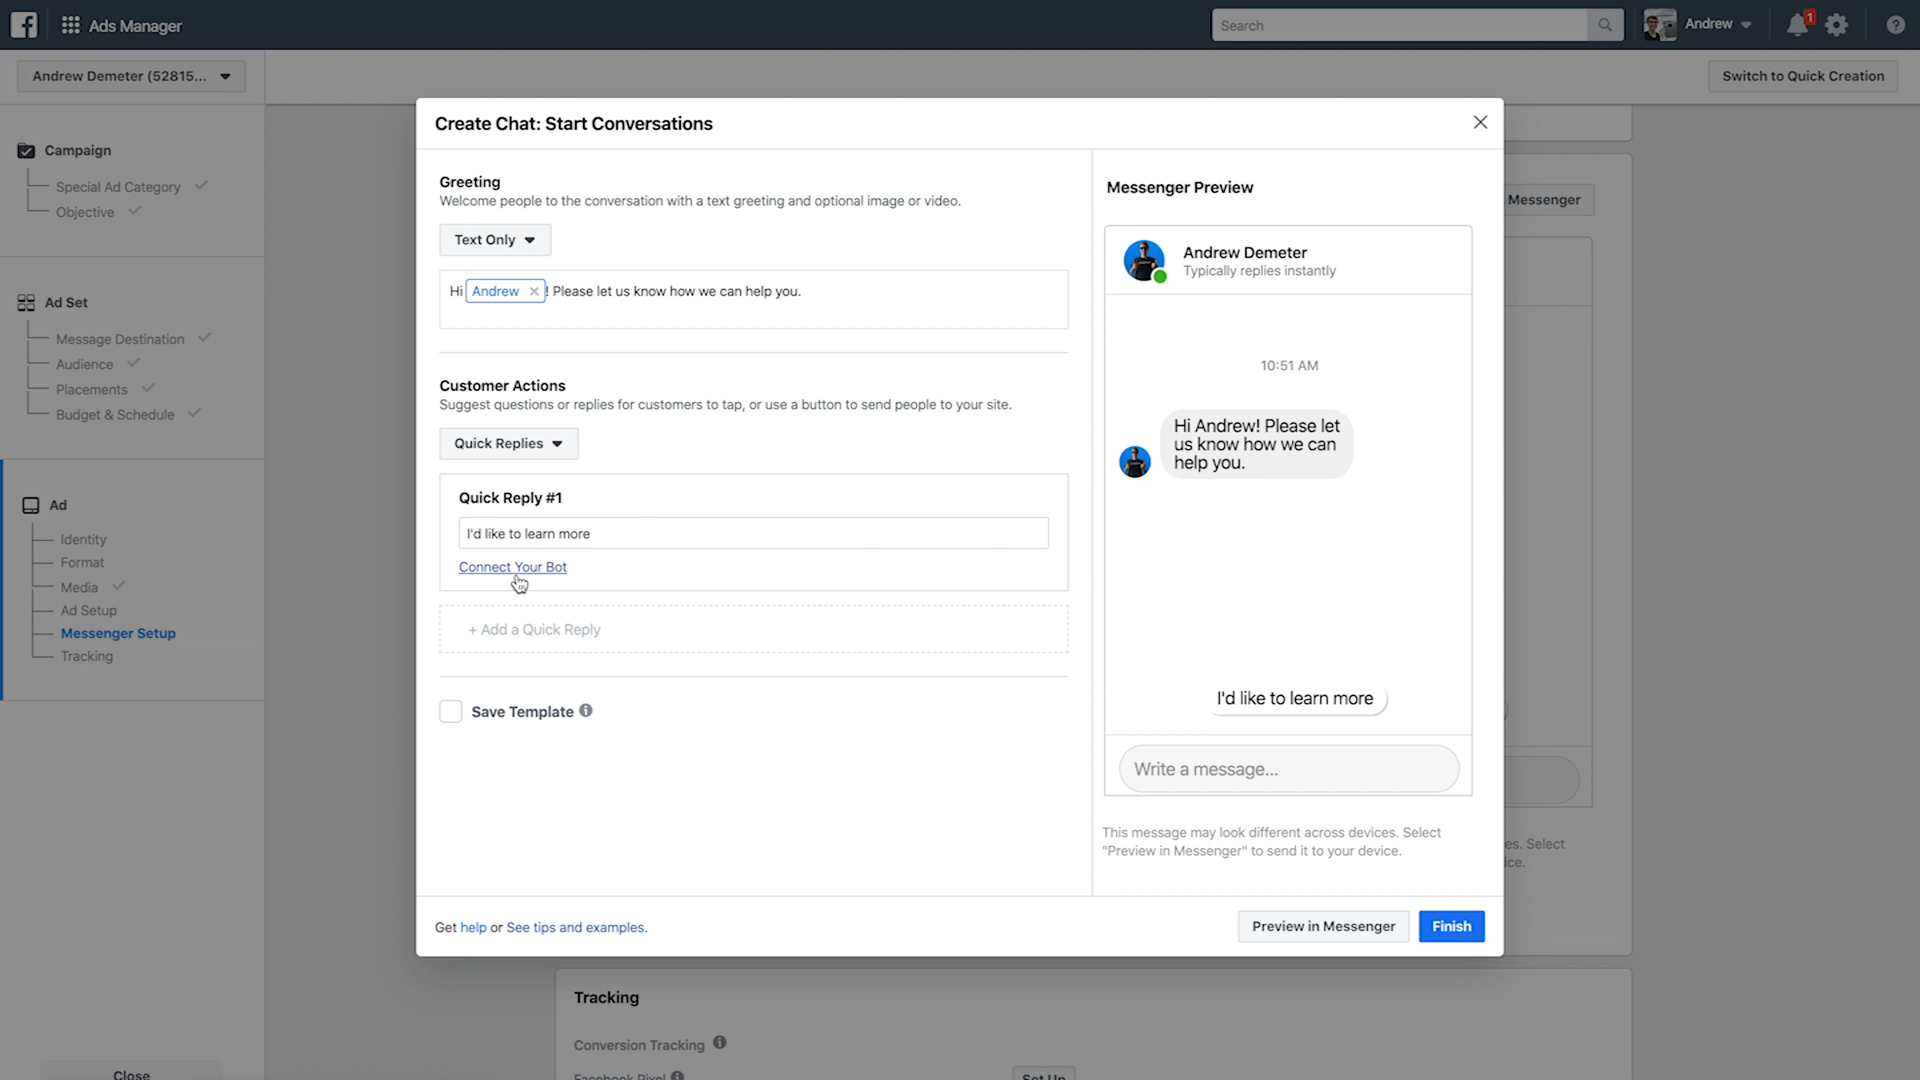 Ads Manager
Search
Andrew
1
Andrew Demeter (52815...
Switch to Quick Creation
Campaign
Special Ad Category
Objective
Ad Set
Message Destination
Audience
Placements
Budget & Schedule
Ad
Identity
Format
Media
Ad Setup
Messenger Setup
Tracking
Close
Create Chat: Start Conversations
Greeting
Welcome people to the conversation with a text greeting and optional image or video.
Text Only
Hi Andrew ! Please let us know how we can help you.
Customer Actions
Suggest questions or replies for customers to tap, or use a button to send people to your site.
Quick Replies
Quick Reply #1
I'd like to learn more
Connect Your Bot
+ Add a Quick Reply
Save Template
Get help or See tips and examples.
Messenger Preview
Andrew Demeter
Typically replies instantly
10:51 AM
Hi Andrew! Please let
us know how we can
help you.
I'd like to learn more
Write a message...
This message may look different across devices. Select
"Preview in Messenger" to send it to your device.
Preview in Messenger
Finish
Messenger
es. Select
ice.
Tracking
Conversion Tracking
Facebook Pixel
Set Up